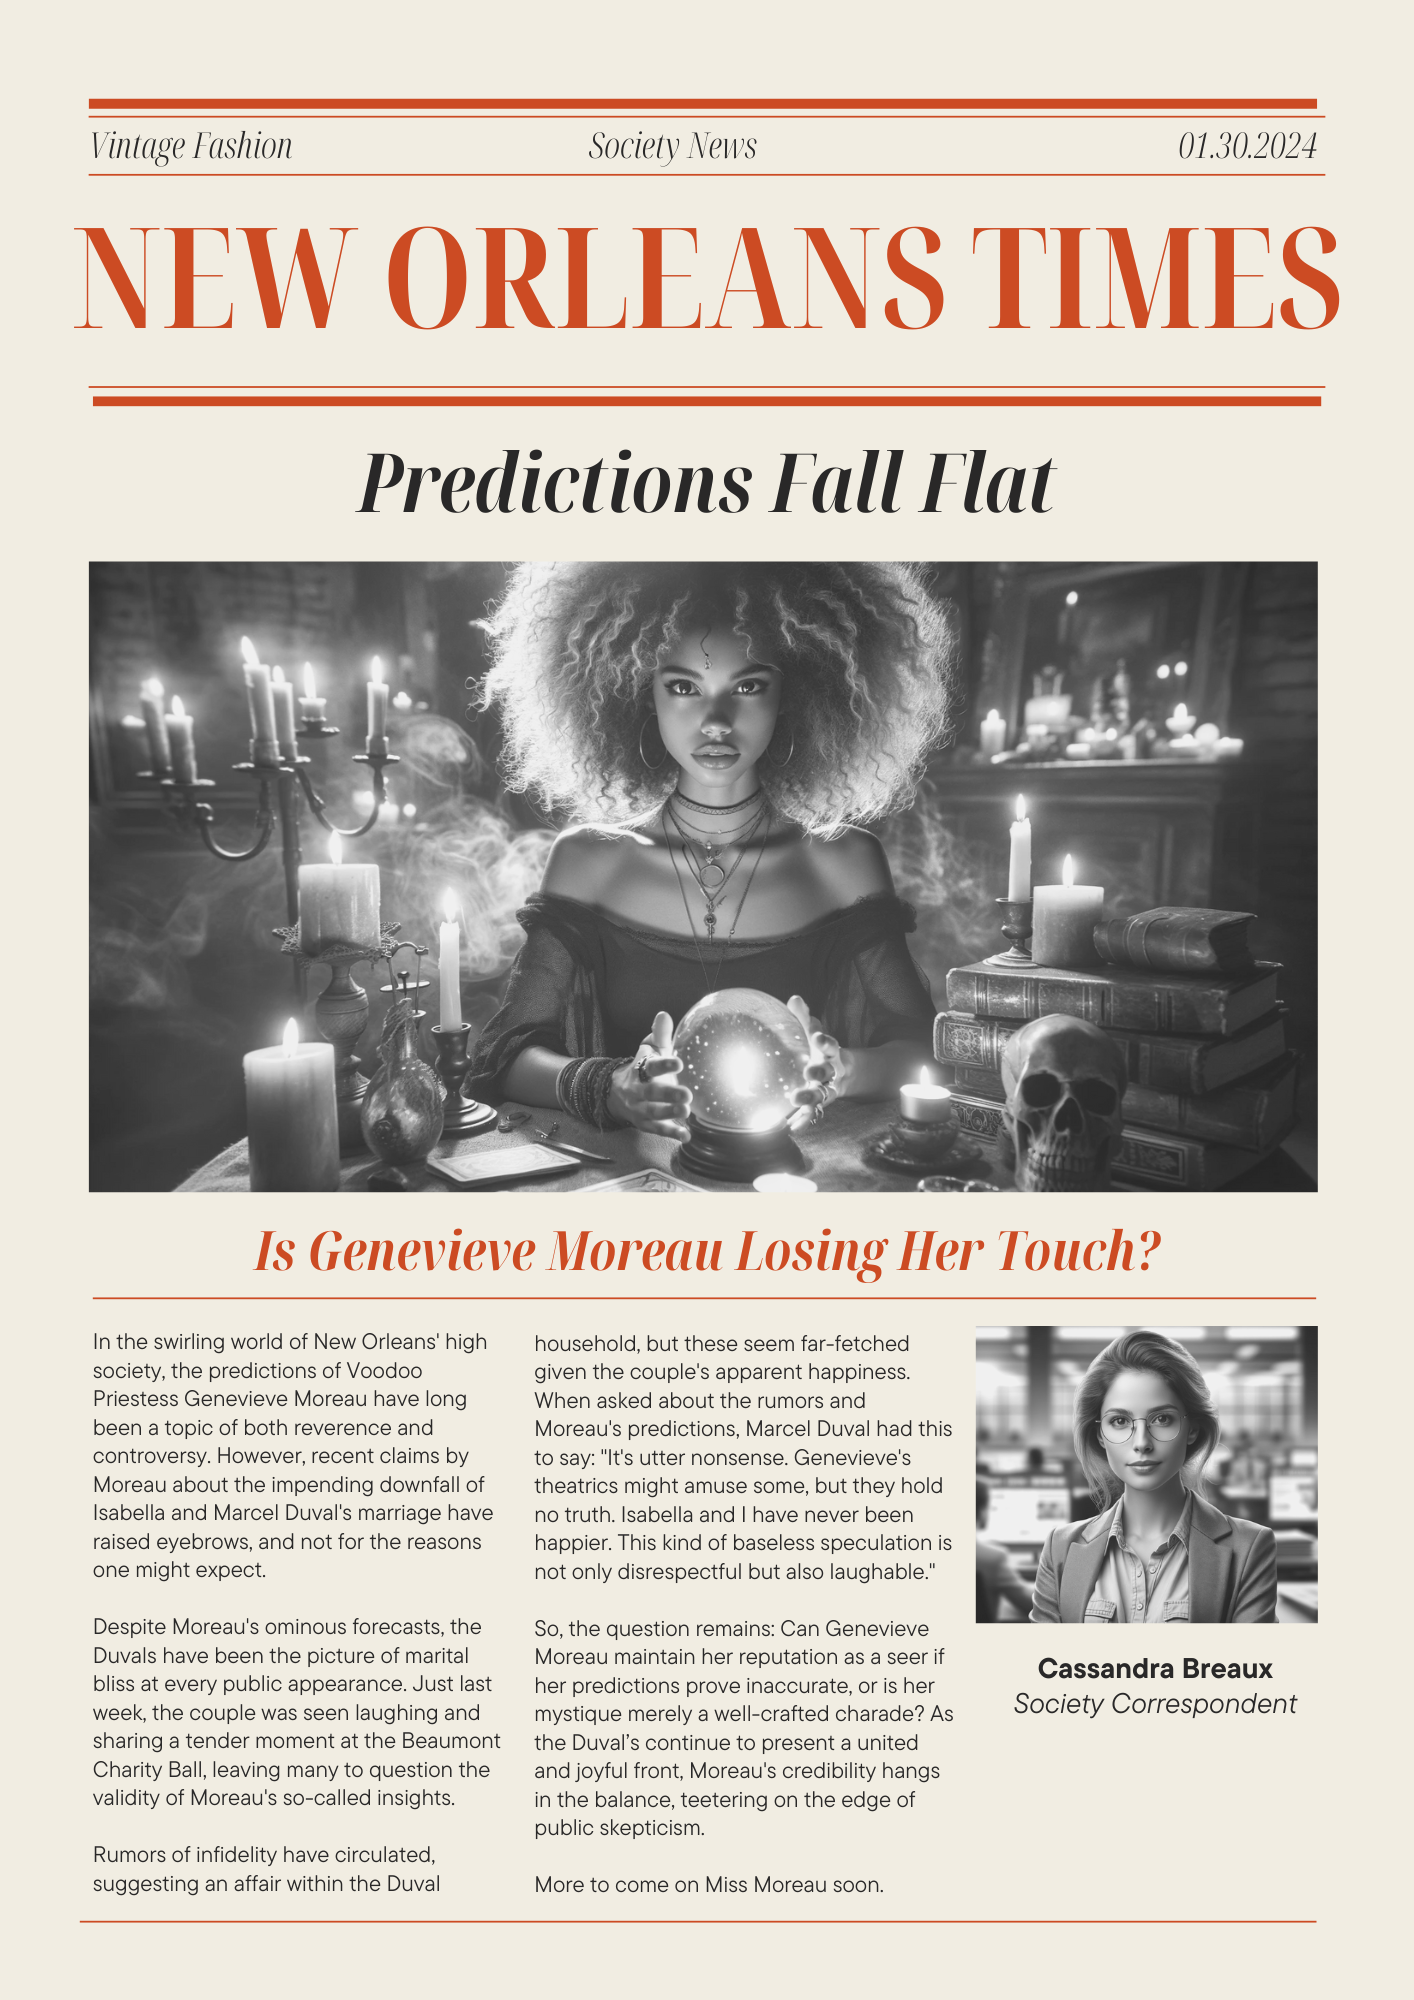 Vintage Fashion
Society News
01.30.2024
NEW ORLEANS TIMES
Predictions Fall Flat
Is Genevieve Moreau Losing Her Touch?
In the swirling world of New Orleans' high
society, the predictions of Voodoo
Priestess Genevieve Moreau have long
been a topic of both reverence and
controversy. However, recent claims by
Moreau about the impending downfall of
Isabella and Marcel Duval's marriage have
raised eyebrows, and not for the reasons
one might expect.
Despite Moreau's ominous forecasts, the
Duvals have been the picture of marital
bliss at every public appearance. Just last
week, the couple was seen laughing and
sharing a tender moment at the Beaumont
Charity Ball, leaving many to question the
validity of Moreau's so-called insights.
Rumors of infidelity have circulated,
suggesting an affair within the Duval
household, but these seem far-fetched
given the couple's apparent happiness.
When asked about the rumors and
Moreau's predictions, Marcel Duval had this
to say: "It's utter nonsense. Genevieve's
theatrics might amuse some, but they hold
no truth. Isabella and I have never been
happier. This kind of baseless speculation is
not only disrespectful but also laughable."
So, the question remains: Can Genevieve
Moreau maintain her reputation as a seer if
her predictions prove inaccurate, or is her
mystique merely a well-crafted charade? As
the Duval’s continue to present a united
and joyful front, Moreau's credibility hangs
in the balance, teetering on the edge of
public skepticism.
More to come on Miss Moreau soon.
Cassandra Breaux
Society Correspondent